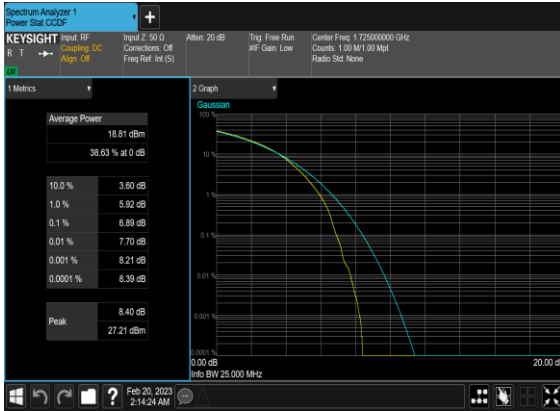 Spectrum Analyzer 1
Power Stat CCDF
+
KEYSIGHT
R T
Input: RF
Coupling: DC
Align: Off
Input Z: 50 Ω
Corrections: Off
Freq Ref: Int (S)
Atten: 20 dB
Trig: Free Run
#IF Gain: Low
Center Freq: 1.725000000 GHz
Counts: 1.00 M/1.00 Mpt
Radio Std: None
1 Metrics
Average Power
18.81 dBm
38.63 % at 0 dB
10.0 % 3.60 dB
1.0 % 5.92 dB
0.1 % 6.89 dB
0.01 % 7.70 dB
0.001 % 8.21 dB
0.0001 % 8.39 dB
Peak
8.40 dB
27.21 dBm
2 Graph
Gaussian
100 %
10 %
1 %
0.1 %
0.01 %
0.001 %
0.0001 %
0.00 dB
20.00 d
Info BW 25.000 MHz
?
Feb 20, 2023
2:14:24 AM